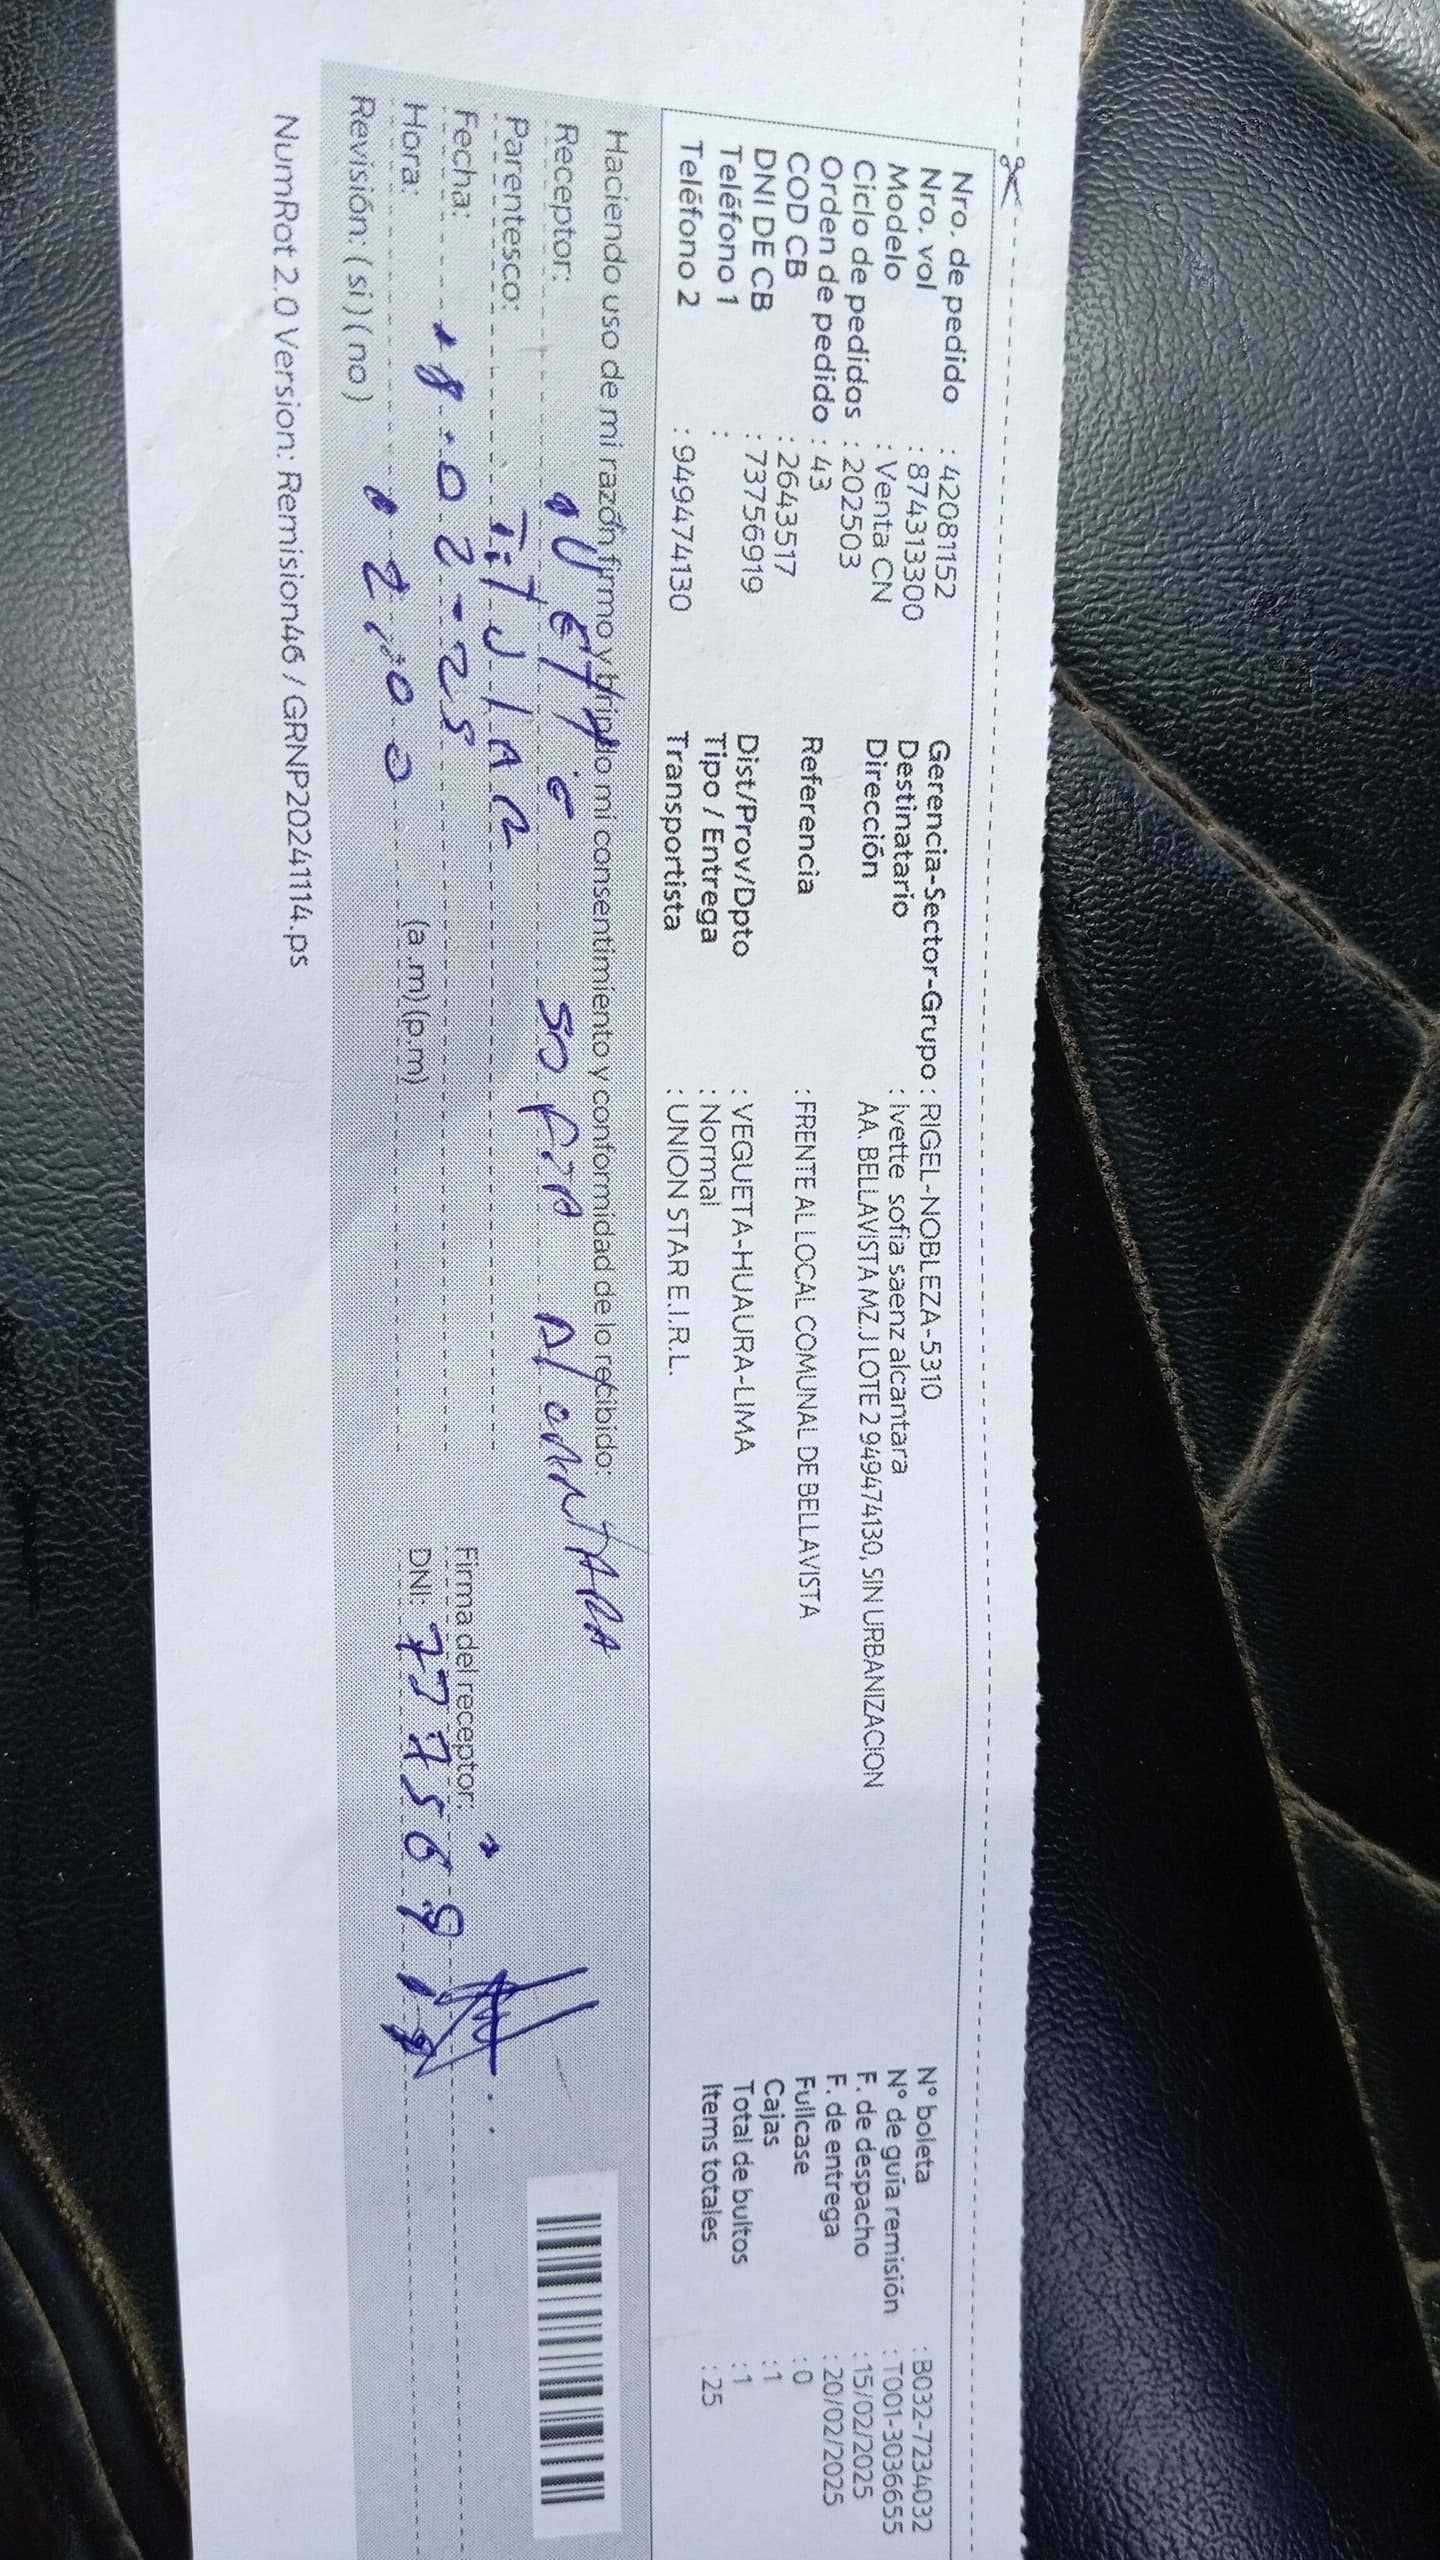 Nro. de pedido : 42081152
Nro. vol : 874313300
Modelo : Venta CN
Ciclo de pedidos : 202503
Orden de pedido : 43
COD CB : 2643517
DNI DE CB : 73756919
Teléfono 1 :
Teléfono 2 : 949474130
Gerencia-Sector-Grupo : RIGEL-NOBLEZA-5310
Destinatario : Ivette sofia saenz alcantara
Dirección AA. BELLAVISTA MZ.J LOTE 2 949474130, SIN URBANIZACION
Referencia : FRENTE AL LOCAL COMUNAL DE BELLAVISTA
Dist/Prov/Dpto : VEGUETA-HUAURA-LIMA
Tipo / Entrega : Normal
Transportista : UNION STAR E.I.R.L.
N° boleta : B032-7234032
N° de guía remisión : T001-3036655
F. de despacho : 15/02/2025
F. de entrega : 20/02/2025
Fullcase : 0
Cajas : 1
Total de bultos : 1
Items totales : 25
Haciendo uso de mi razón firmo y brindo mi consentimiento y conformidad de lo recibido:
Receptor: SOFIA
Parentesco: TiTULAR
Fecha: 18-02-25
Hora: 12:00 (a.m) (p.m)
Revisión: ( si ) ( no )
Firma del receptor:
DNI:
NumRot 2.0 Version: Remision46 / GRNP20241114.ps